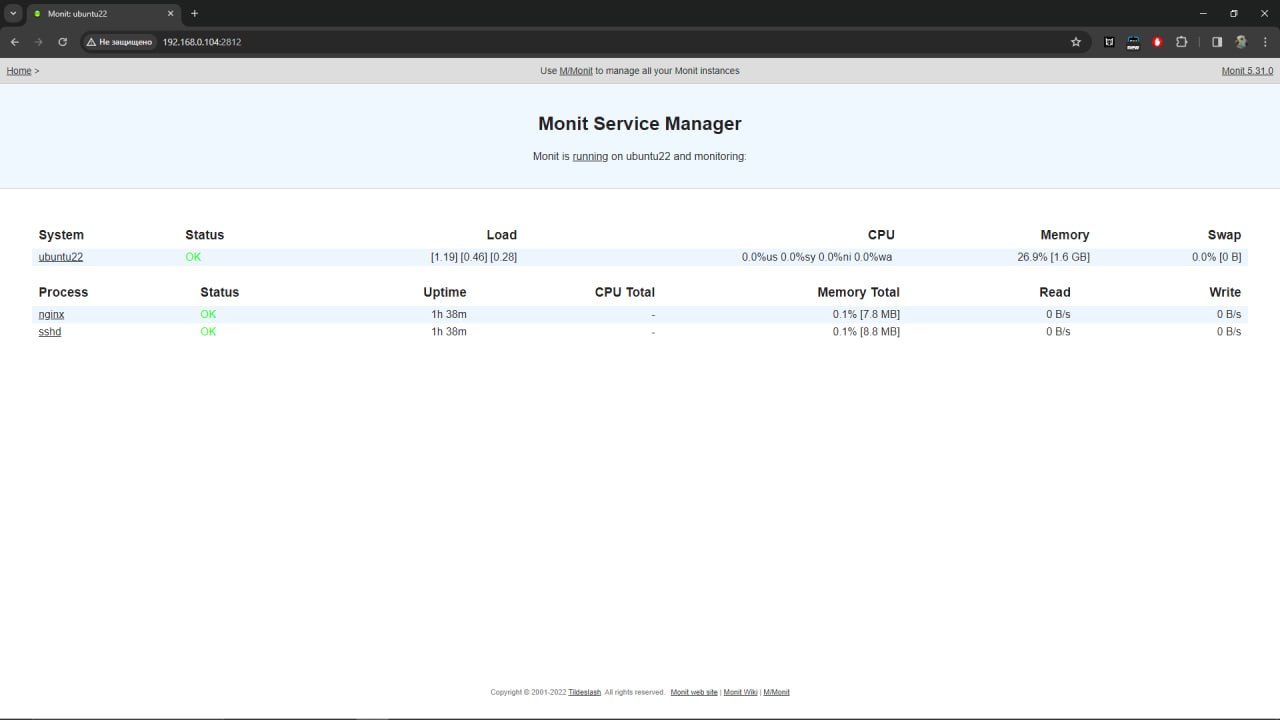 Monit: ubuntu22
Не защищено 192.168.0.104:2812
new
Home > Use M/Monit to manage all your Monit instances Monit 5.31.0
Monit Service Manager
Monit is running on ubuntu22 and monitoring:
System Status Load CPU Memory Swap
ubuntu22 OK [1.19] [0.46] [0.28] 0.0%us 0.0%sy 0.0%ni 0.0%wa 26.9% [1.6 GB] 0.0% [0 B]
Process Status Uptime CPU Total Memory Total Read Write
nginx OK 1h 38m - 0.1% [7.8 MB] 0 B/s 0 B/s
sshd OK 1h 38m - 0.1% [8.8 MB] 0 B/s 0 B/s
Copyright © 2001-2022 Tildeslash. All rights reserved. Monit web site | Monit Wiki | M/Monit